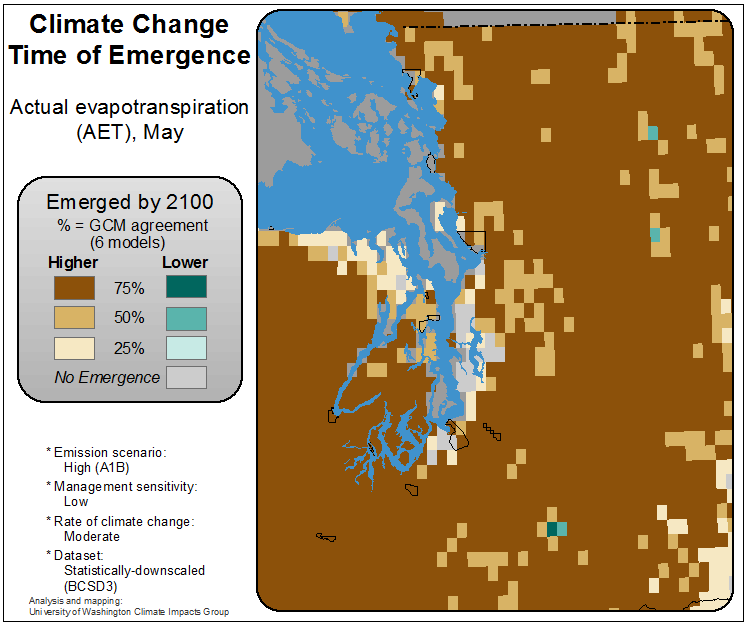 Climate Change
Time of Emergence
Actual evapotranspiration
(AET), May
Emerged by 2100
% = GCM agreement
(6 models)
Higher Lower
75%
50%
25%
No Emergence
* Emission scenario:
High (A1B)
* Management sensitivity:
Low
* Rate of climate change:
Moderate
* Dataset:
Statistically-downscaled
(BCSD3)
Analysis and mapping:
University of Washington Climate Impacts Group